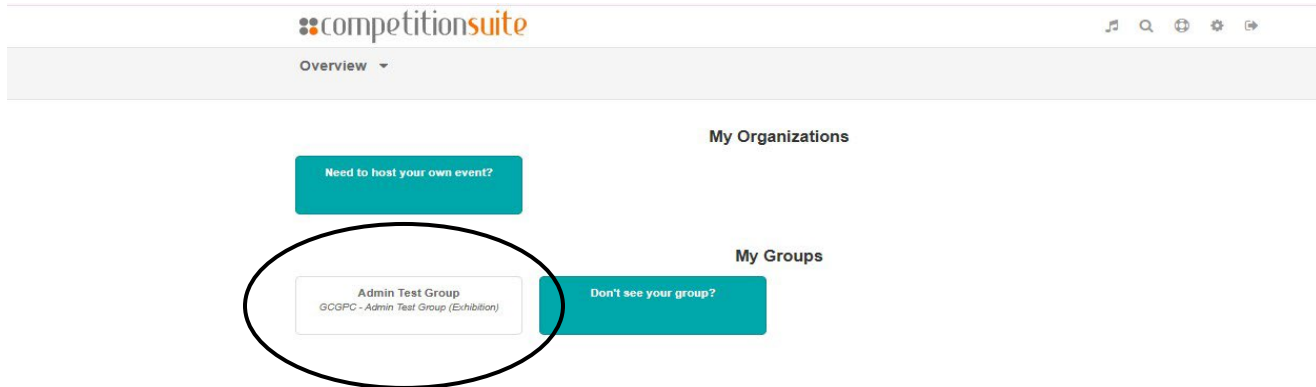 competitionsuite
Overview
My Organizations
Need to host your own event?
My Groups
Admin Test Group
GCGPC - Admin Test Group (Exhibition)
Don't see your group?